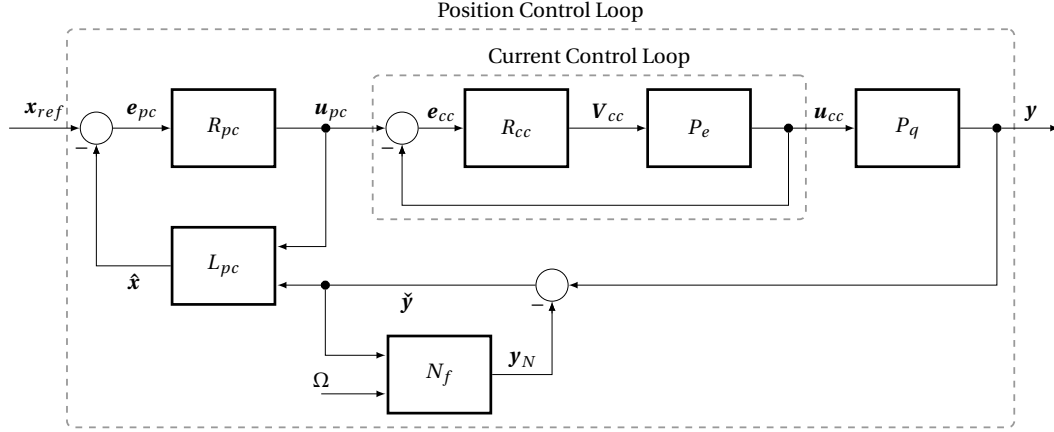 Position Control Loop
Current Control Loop
x_ref
−
e_pc
R_pc
u_pc
−
e_cc
R_cc
V_cc
P_e
u_cc
P_q
y
x̂
L_pc
y̌
−
Ω
N_f
y_N